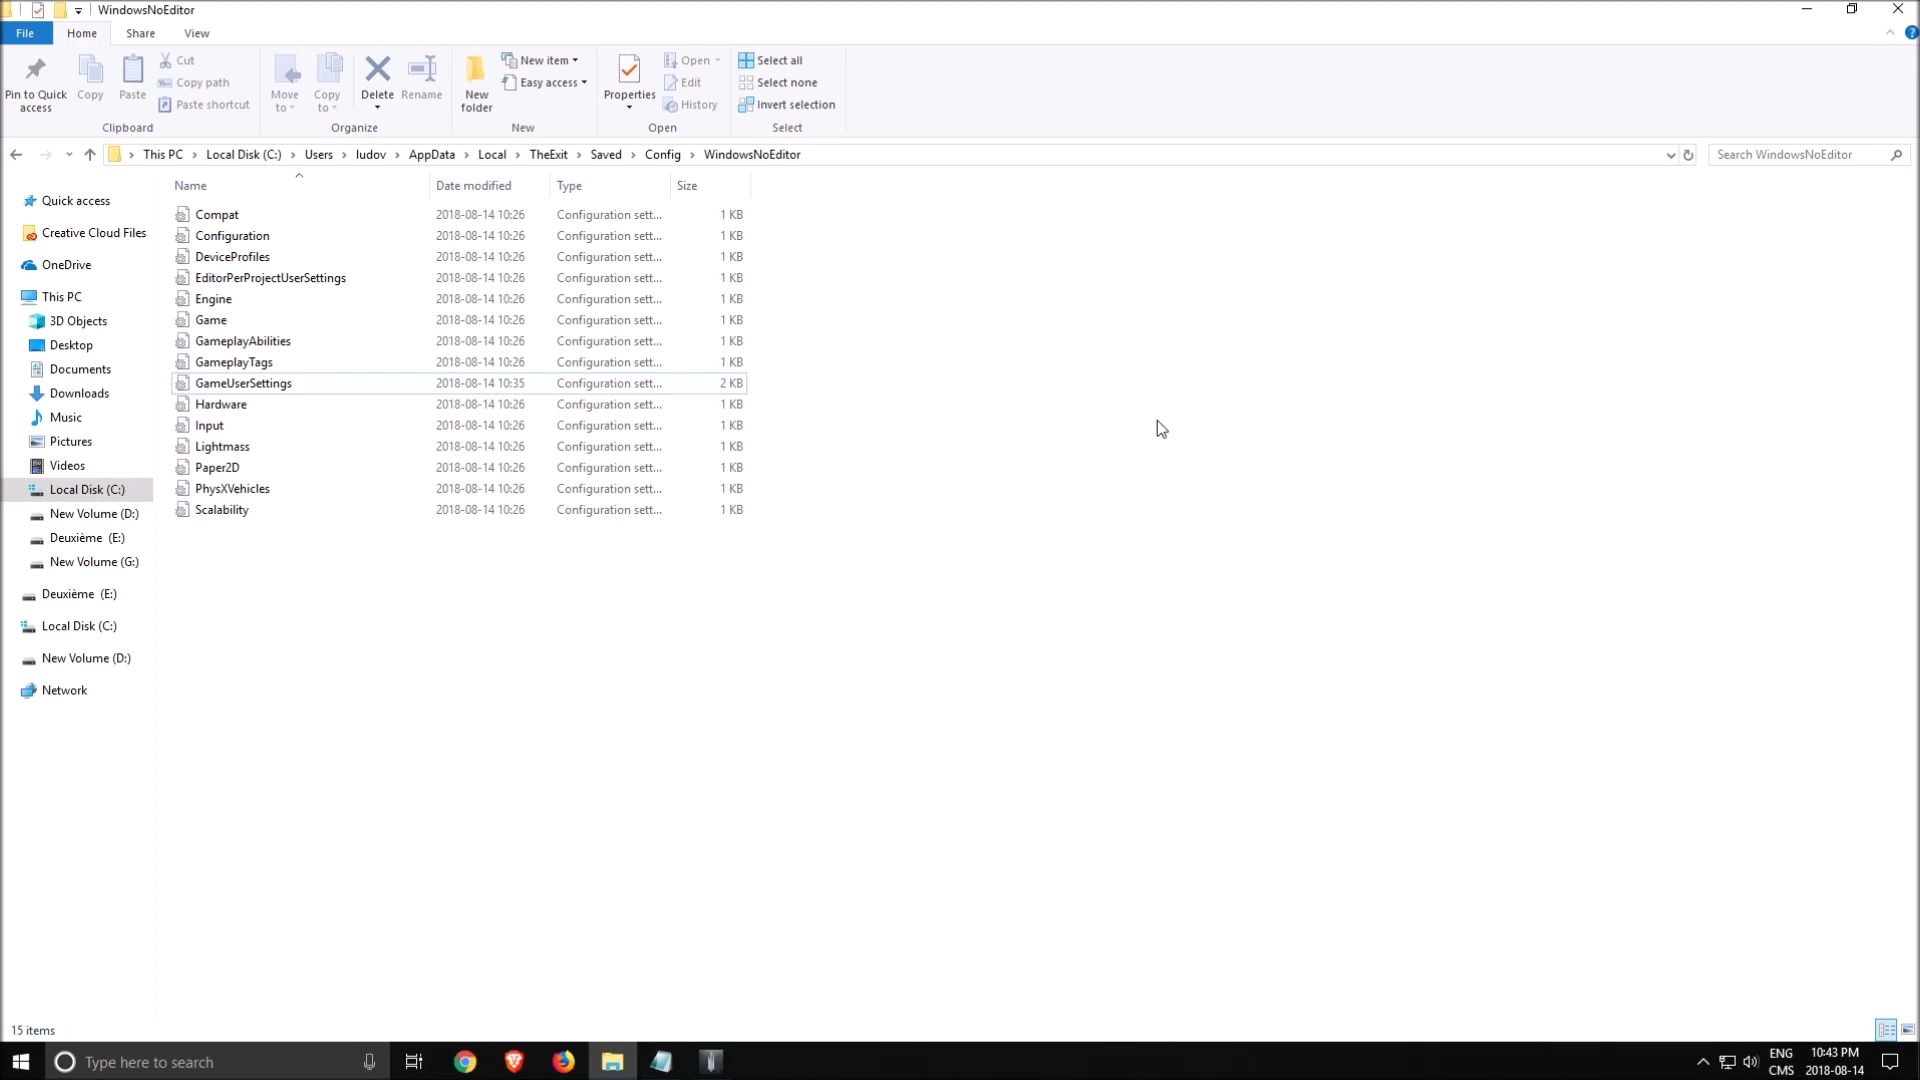 WindowsNoEditor
File Home Share View
Pin to Quick access
Copy
Paste
Cut
Copy path
Paste shortcut
Clipboard
Move to
Copy to
Delete
Rename
Organize
New folder
New item
Easy access
New
Properties
Open
Edit
History
Open
Select all
Select none
Invert selection
Select
This PC Local Disk (C:) Users ludov AppData Local TheExit Saved Config WindowsNoEditor
Search WindowsNoEditor
Quick access
Creative Cloud Files
OneDrive
This PC
3D Objects
Desktop
Documents
Downloads
Music
Pictures
Videos
Local Disk (C:)
New Volume (D:)
Deuxième (E:)
New Volume (G:)
Deuxième (E:)
Local Disk (C:)
New Volume (D:)
Network
Name Date modified Type Size
Compat 2018-08-14 10:26 Configuration sett... 1 KB
Configuration 2018-08-14 10:26 Configuration sett... 1 KB
DeviceProfiles 2018-08-14 10:26 Configuration sett... 1 KB
EditorPerProjectUserSettings 2018-08-14 10:26 Configuration sett... 1 KB
Engine 2018-08-14 10:26 Configuration sett... 1 KB
Game 2018-08-14 10:26 Configuration sett... 1 KB
GameplayAbilities 2018-08-14 10:26 Configuration sett... 1 KB
GameplayTags 2018-08-14 10:26 Configuration sett... 1 KB
GameUserSettings 2018-08-14 10:35 Configuration sett... 2 KB
Hardware 2018-08-14 10:26 Configuration sett... 1 KB
Input 2018-08-14 10:26 Configuration sett... 1 KB
Lightmass 2018-08-14 10:26 Configuration sett... 1 KB
Paper2D 2018-08-14 10:26 Configuration sett... 1 KB
PhysXVehicles 2018-08-14 10:26 Configuration sett... 1 KB
Scalability 2018-08-14 10:26 Configuration sett... 1 KB
15 items
Type here to search
ENG
CMS
10:43 PM
2018-08-14